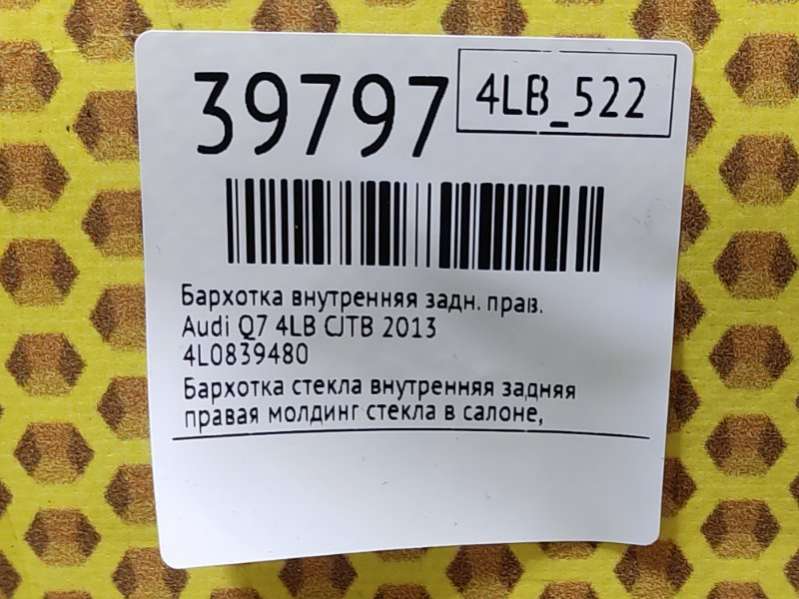 39797
4LB_522
Бархотка внутренняя задн. прав.
Audi Q7 4LB CJTB 2013
4L0839480
Бархотка стекла внутренняя задняя
правая молдинг стекла в салоне,